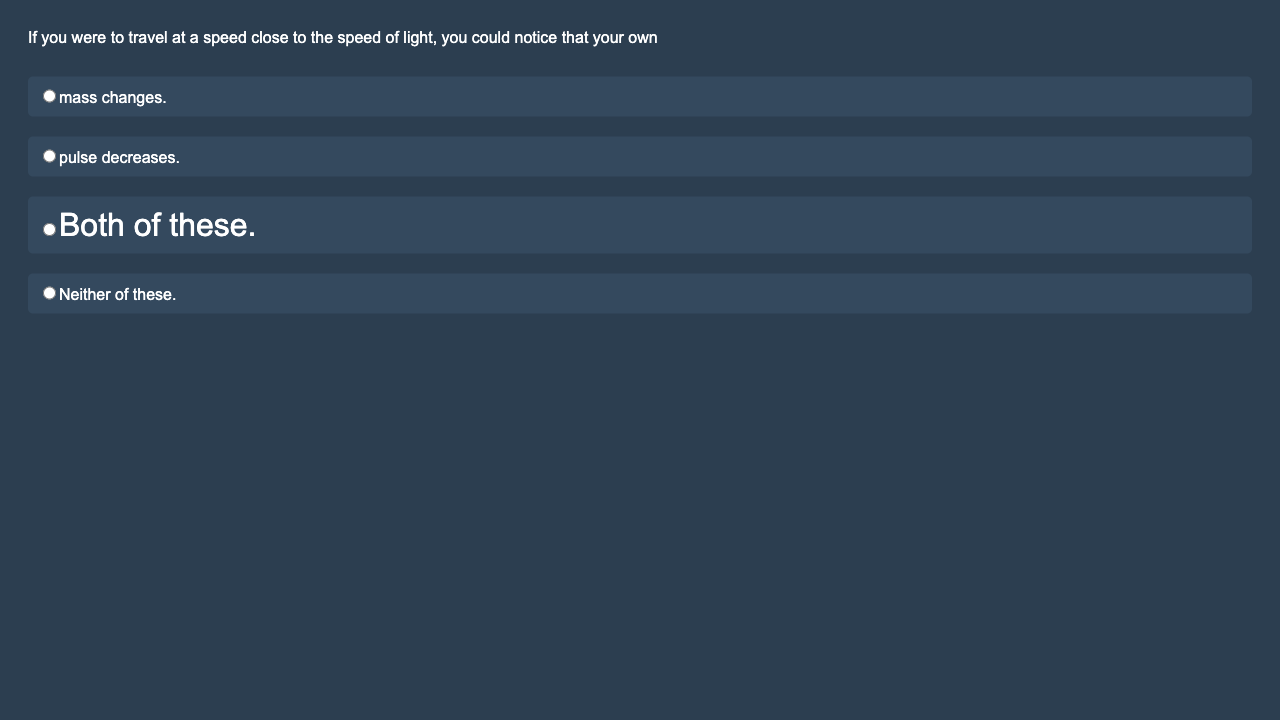 If you were to travel at a speed close to the speed of light, you could notice that your own
mass changes.
pulse decreases.
Both of these.
Neither of these.